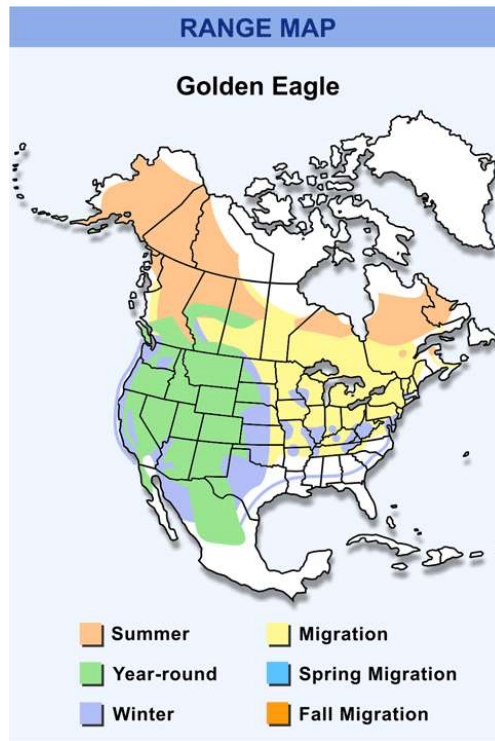 RANGE MAP
Golden Eagle
Summer
Migration
Year-round
Spring Migration
Winter
Fall Migration